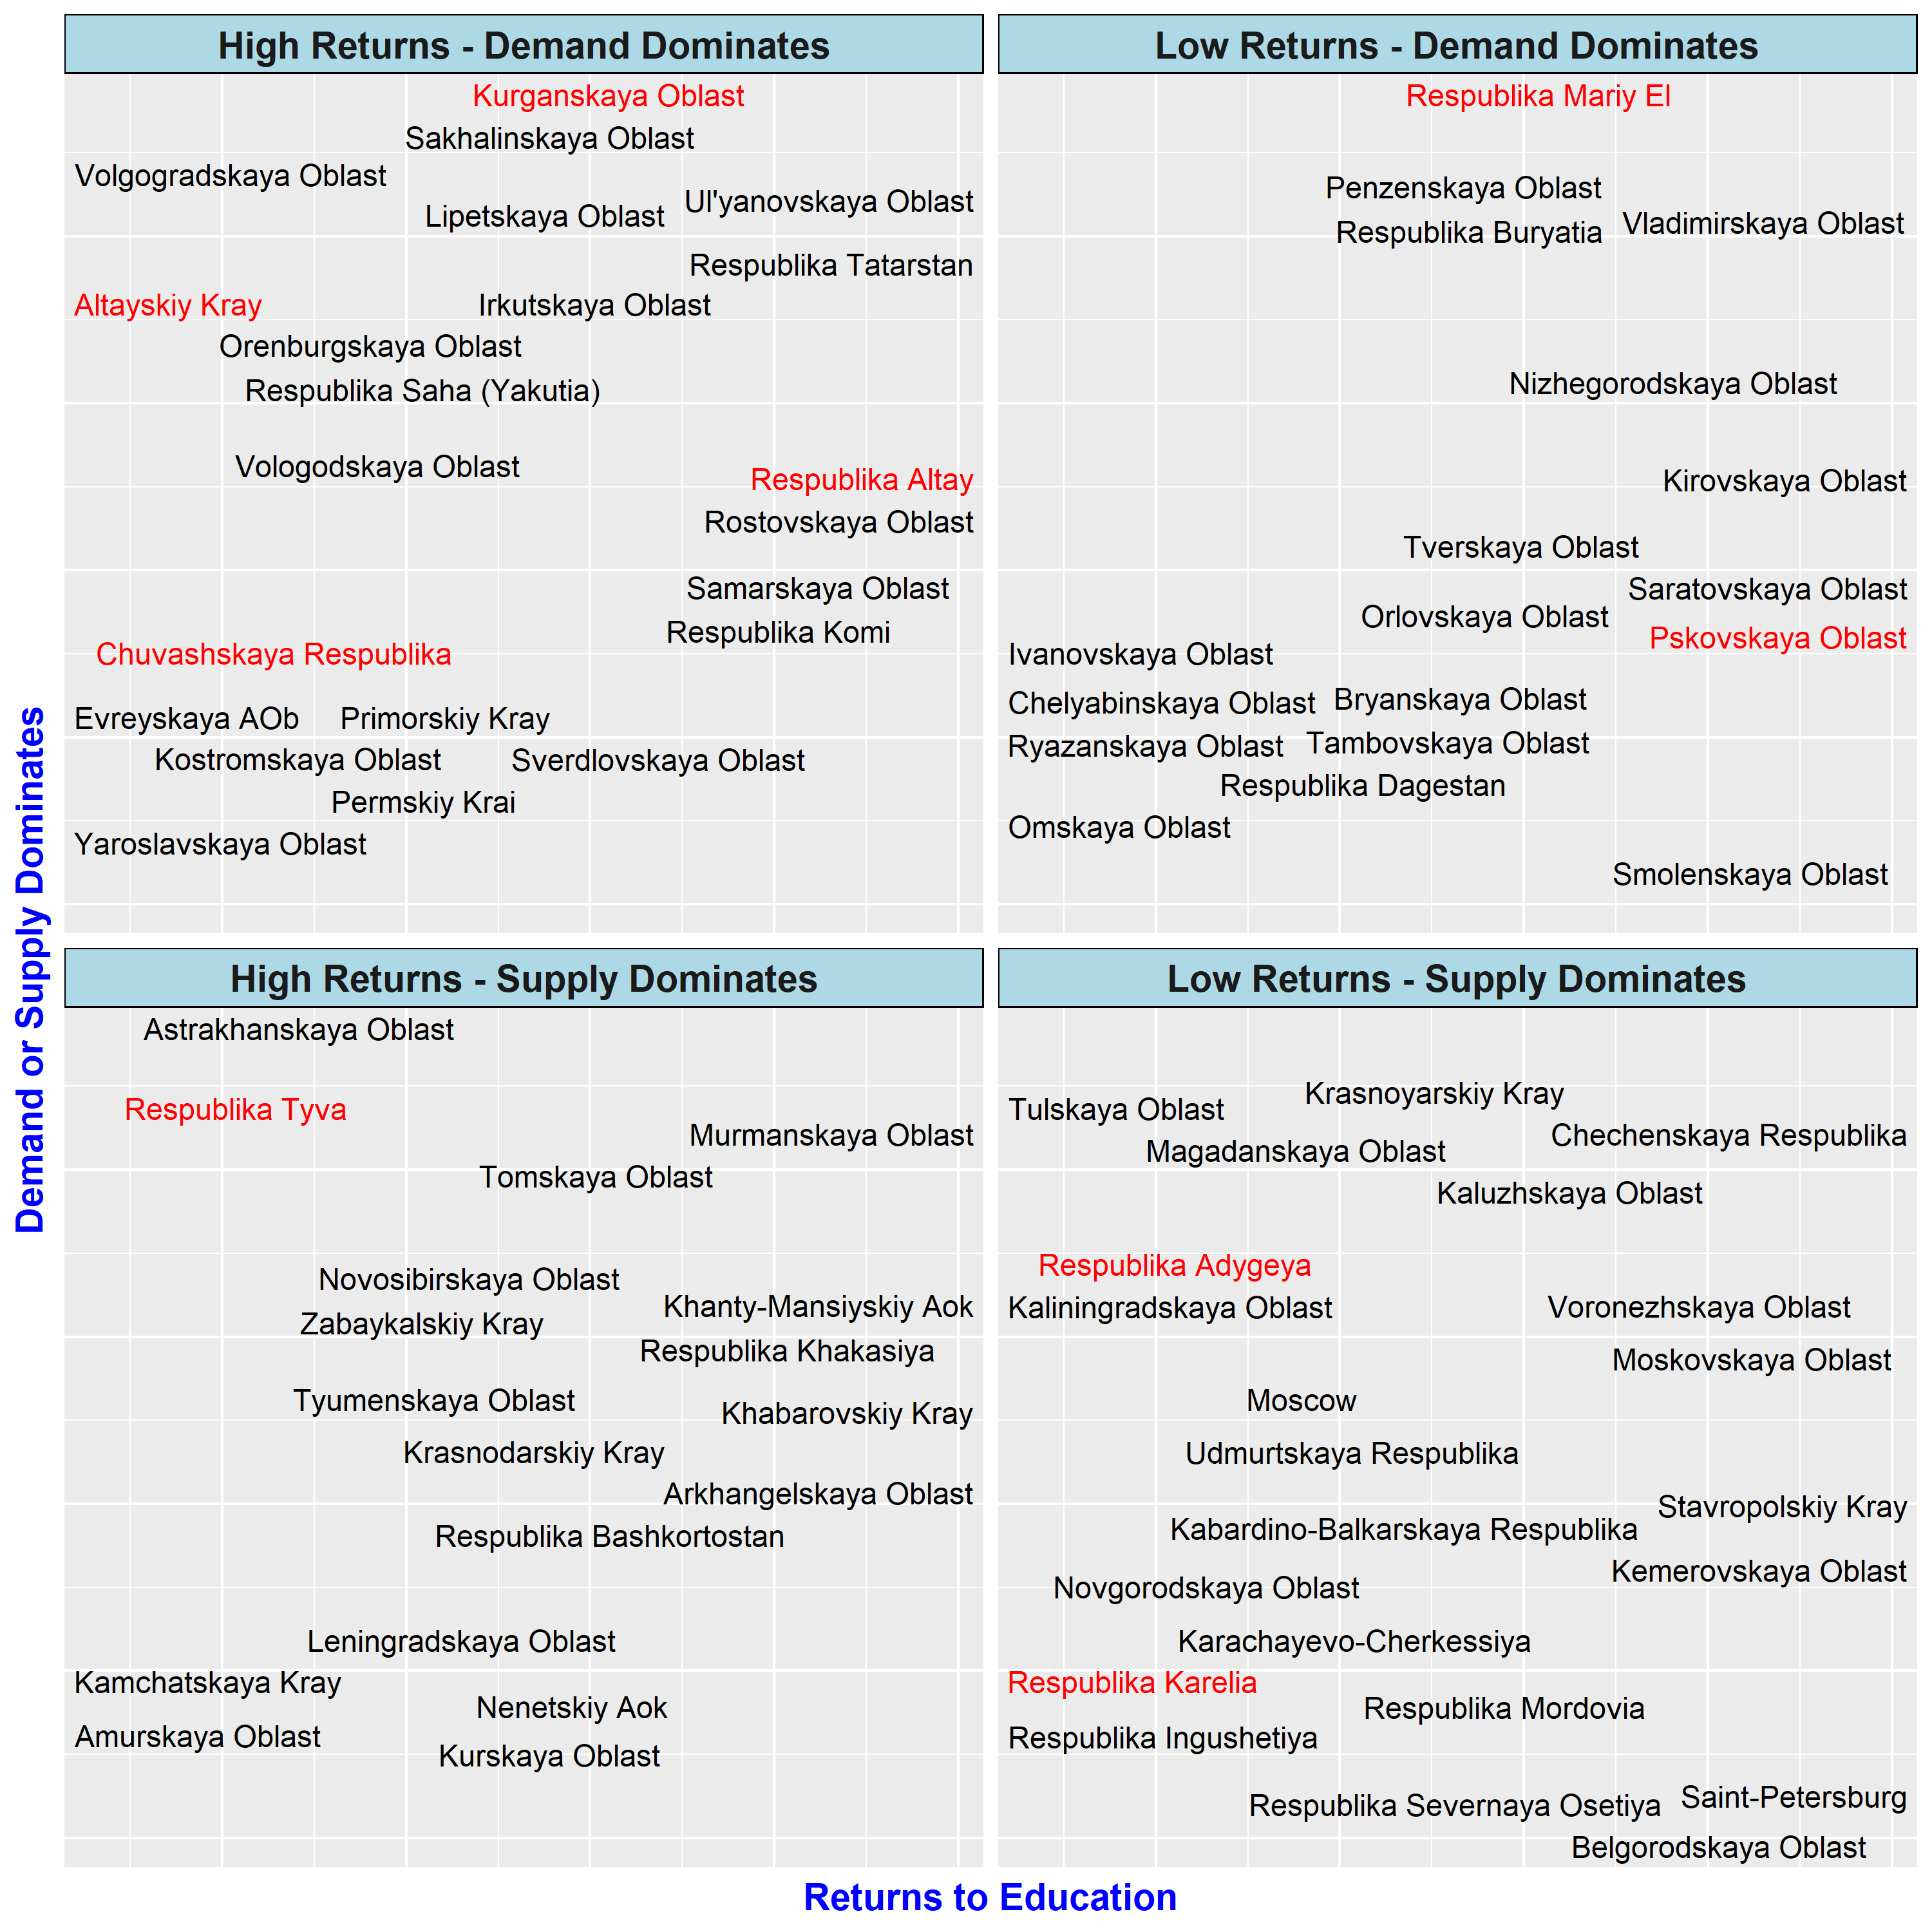 High Returns - Demand Dominates
Kurganskaya Oblast
Sakhalinskaya Oblast
Volgogradskaya Oblast
Ul'yanovskaya Oblast
Lipetskaya Oblast
Respublika Tatarstan
Altayskiy Kray
Irkutskaya Oblast
Orenburgskaya Oblast
Respublika Saha (Yakutia)
Vologodskaya Oblast
Respublika Altay
Rostovskaya Oblast
Samarskaya Oblast
Respublika Komi
Chuvashskaya Respublika
Evreyskaya AOb
Primorskiy Kray
Kostromskaya Oblast
Sverdlovskaya Oblast
Permskiy Krai
Yaroslavskaya Oblast
Low Returns - Demand Dominates
Respublika Mariy El
Penzenskaya Oblast
Vladimirskaya Oblast
Respublika Buryatia
Nizhegorodskaya Oblast
Kirovskaya Oblast
Tverskaya Oblast
Saratovskaya Oblast
Orlovskaya Oblast
Pskovskaya Oblast
Ivanovskaya Oblast
Chelyabinskaya Oblast
Bryanskaya Oblast
Ryazanskaya Oblast
Tambovskaya Oblast
Respublika Dagestan
Omskaya Oblast
Smolenskaya Oblast
High Returns - Supply Dominates
Astrakhanskaya Oblast
Respublika Tyva
Murmanskaya Oblast
Tomskaya Oblast
Novosibirskaya Oblast
Khanty-Mansiyskiy Aok
Zabaykalskiy Kray
Respublika Khakasiya
Tyumenskaya Oblast
Khabarovskiy Kray
Krasnodarskiy Kray
Arkhangelskaya Oblast
Respublika Bashkortostan
Leningradskaya Oblast
Kamchatskaya Kray
Nenetskiy Aok
Amurskaya Oblast
Kurskaya Oblast
Low Returns - Supply Dominates
Krasnoyarskiy Kray
Tulskaya Oblast
Chechenskaya Respublika
Magadanskaya Oblast
Kaluzhskaya Oblast
Respublika Adygeya
Kaliningradskaya Oblast
Voronezhskaya Oblast
Moskovskaya Oblast
Moscow
Udmurtskaya Respublika
Stavropolskiy Kray
Kabardino-Balkarskaya Respublika
Kemerovskaya Oblast
Novgorodskaya Oblast
Karachayevo-Cherkessiya
Respublika Karelia
Respublika Mordovia
Respublika Ingushetiya
Saint-Petersburg
Respublika Severnaya Osetiya
Belgorodskaya Oblast
Demand or Supply Dominates
Returns to Education